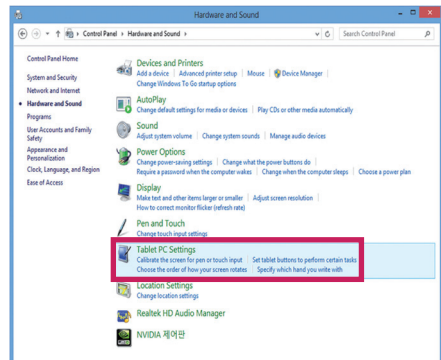 Hardware and Sound
Control Panel ▸ Hardware and Sound ▸
Search Control Panel
Control Panel Home
System and Security
Network and Internet
Hardware and Sound
Programs
User Accounts and Family
Safety
Appearance and
Personalization
Clock, Language, and Region
Ease of Access
Devices and Printers
Add a device | Advanced printer setup | Mouse | Device Manager |
Change Windows To Go startup options
AutoPlay
Change default settings for media or devices | Play CDs or other media automatically
Sound
Adjust system volume | Change system sounds | Manage audio devices
Power Options
Change power-saving settings | Change what the power buttons do |
Require a password when the computer wakes | Change when the computer sleeps | Choose a power plan
Display
Make text and other items larger or smaller | Adjust screen resolution |
How to correct monitor flicker (refresh rate)
Pen and Touch
Change touch input settings
Tablet PC Settings
Calibrate the screen for pen or touch input | Set tablet buttons to perform certain tasks
Choose the order of how your screen rotates | Specify which hand you write with
Location Settings
Change location settings
Realtek HD Audio Manager
NVIDIA 제어판